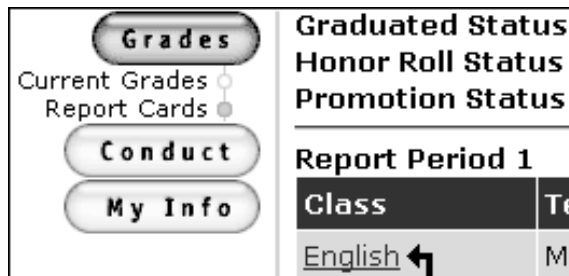 Grades
Current Grades
Report Cards
Conduct
My Info
Graduated Status
Honor Roll Status
Promotion Status
Report Period 1
Class
English